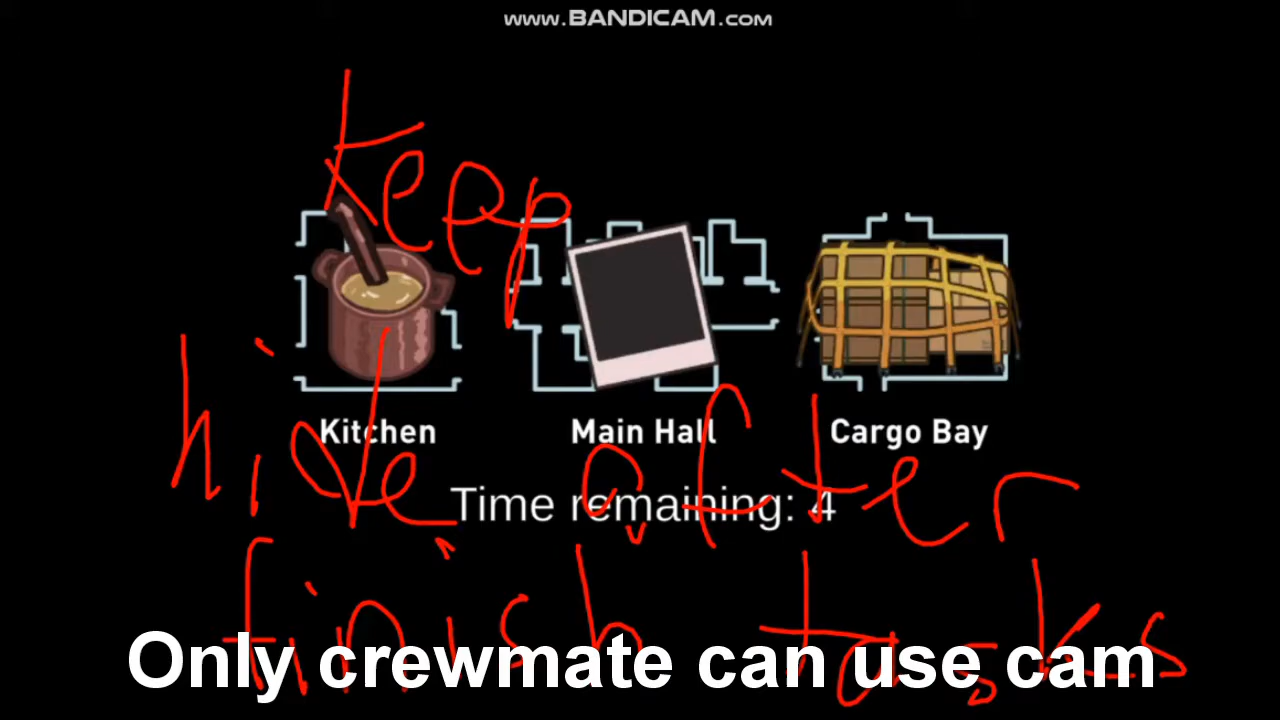 www.BANDICAM.com
keep
Kitchen Main Hall Cargo Bay
hide after
Time remaining: 4
finish tasks
Only crewmate can use cam